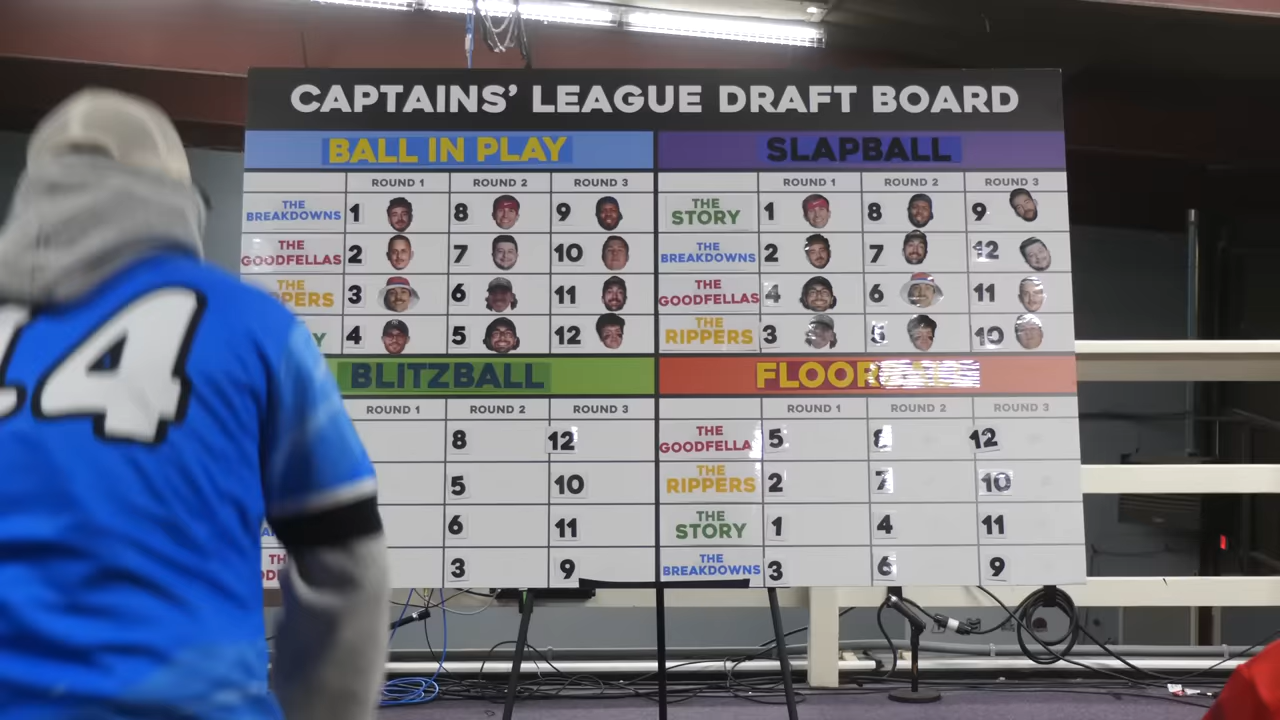 CAPTAINS' LEAGUE DRAFT BOARD
BALL IN PLAY
ROUND 1 ROUND 2 ROUND 3
THE BREAKDOWNS 1 8 9
THE GOODFELLAS 2 7 10
THE 3 6 11
4 5 12
SLAPBALL
ROUND 1 ROUND 2 ROUND 3
THE STORY 1 8 9
THE BREAKDOWNS 2 7 12
THE GOODFELLAS 4 6 11
THE RIPPERS 3 5 10
BLITZBALL
ROUND 1 ROUND 2 ROUND 3
8 12
5 10
6 11
3 9
FLOORBALL
ROUND 1 ROUND 2 ROUND 3
THE GOODFELLA 5 8 12
THE RIPPERS 2 7 10
THE STORY 1 4 11
THE BREAKDOWNS 3 6 9
4